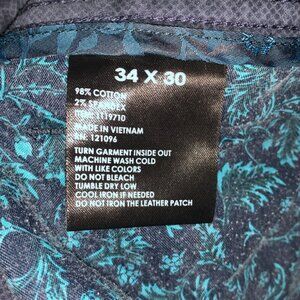 34 X 30
98% COTTON
2% SPANDEX
1119710
MADE IN VIETNAM
RN: 121096
TURN GARMENT INSIDE OUT
MACHINE WASH COLD
WITH LIKE COLORS
DO NOT BLEACH
TUMBLE DRY LOW
COOL IRON IF NEEDED
DO NOT IRON THE LEATHER PATCH